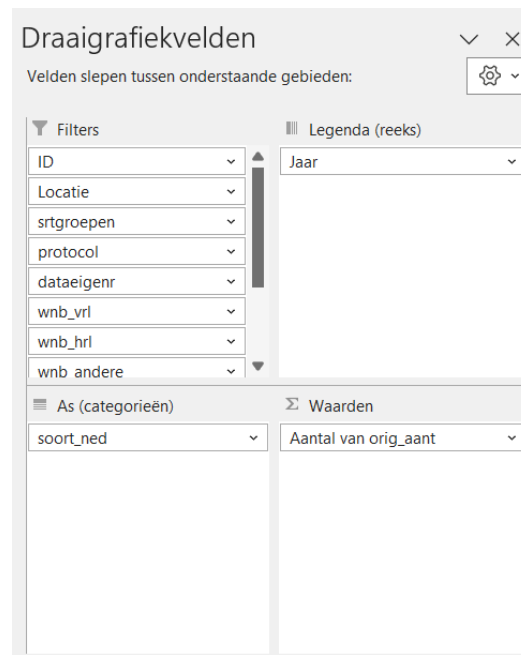 Draaigrafiekvelden
Velden slepen tussen onderstaande gebieden:
Filters
ID
Locatie
srtgroepen
protocol
dataeigenr
wnb_vrl
wnb_hrl
wnb_andere
Legenda (reeks)
Jaar
As (categorieën)
soort_ned
Waarden
Aantal van orig_aant